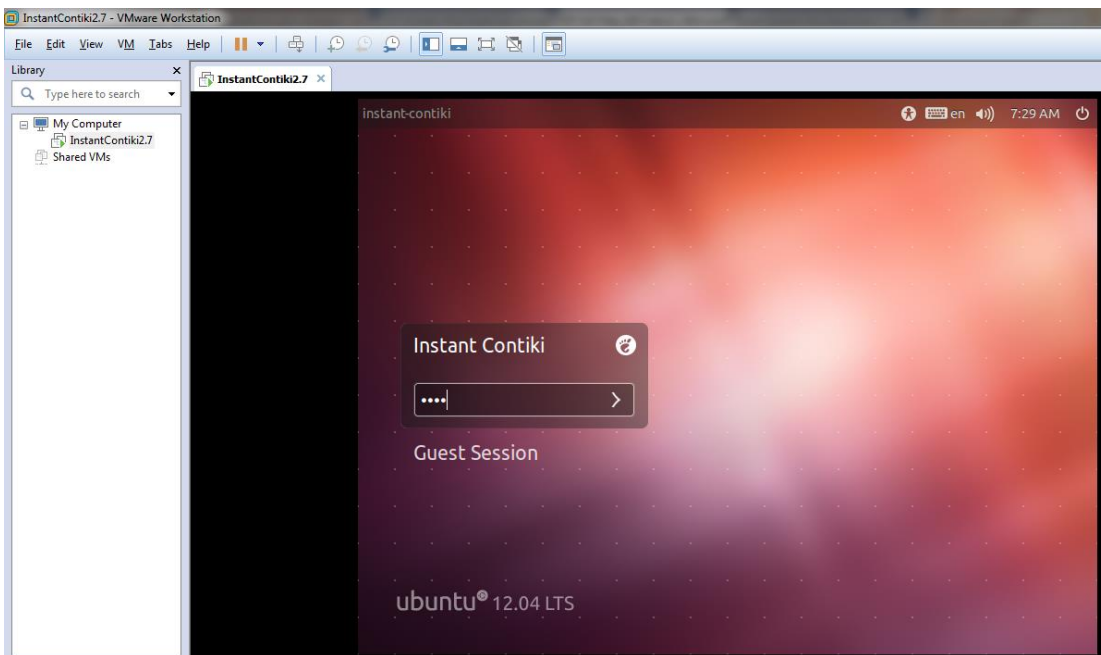 InstantContiki2.7 - VMware Workstation
File Edit View VM Tabs Help
Library
Type here to search
My Computer
InstantContiki2.7
Shared VMs
InstantContiki2.7
instant-contiki en 7:29 AM
Instant Contiki
••••
Guest Session
ubuntu® 12.04 LTS